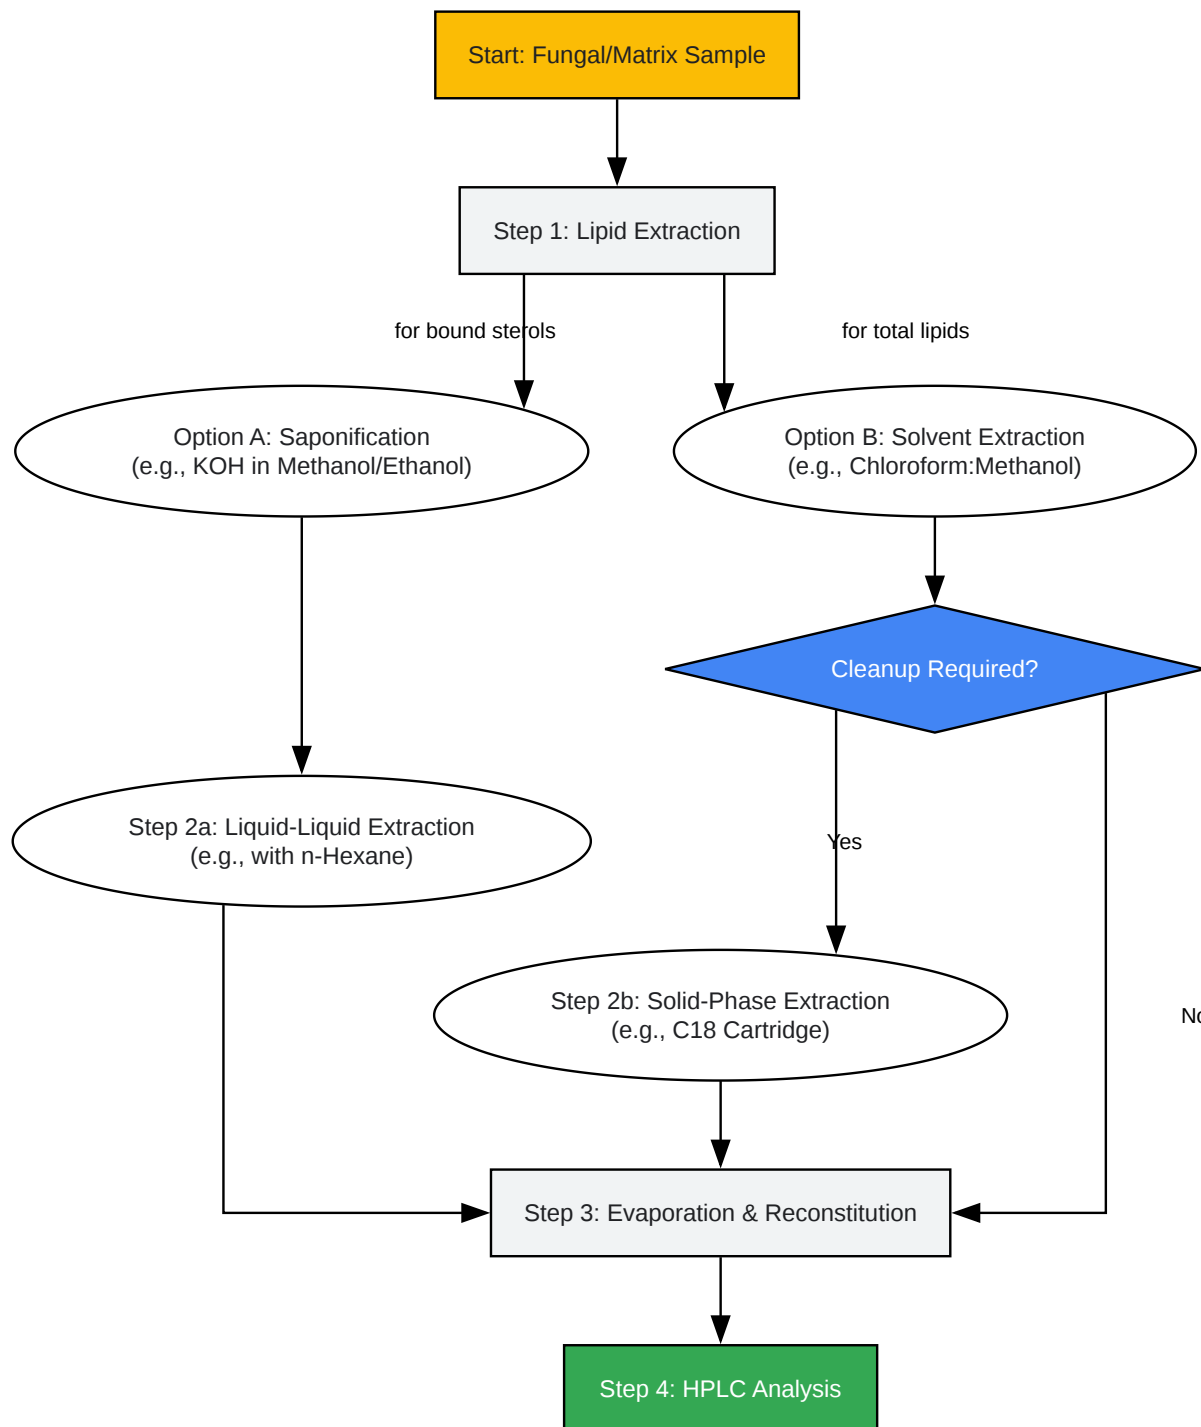 Start: Fungal/Matrix Sample
Step 1: Lipid Extraction
for bound sterols
for total lipids
Option A: Saponification
(e.g., KOH in Methanol/Ethanol)
Option B: Solvent Extraction
(e.g., Chloroform:Methanol)
Cleanup Required?
Step 2a: Liquid-Liquid Extraction
(e.g., with n-Hexane)
Yes
Step 2b: Solid-Phase Extraction
(e.g., C18 Cartridge)
No
Step 3: Evaporation & Reconstitution
Step 4: HPLC Analysis